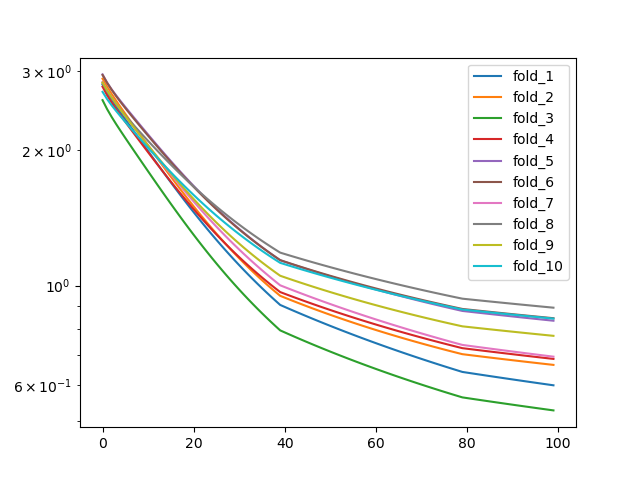 3 × 10⁰
2 × 10⁰
10⁰
6 × 10⁻¹
0
20
40
60
80
100
fold_1
fold_2
fold_3
fold_4
fold_5
fold_6
fold_7
fold_8
fold_9
fold_10